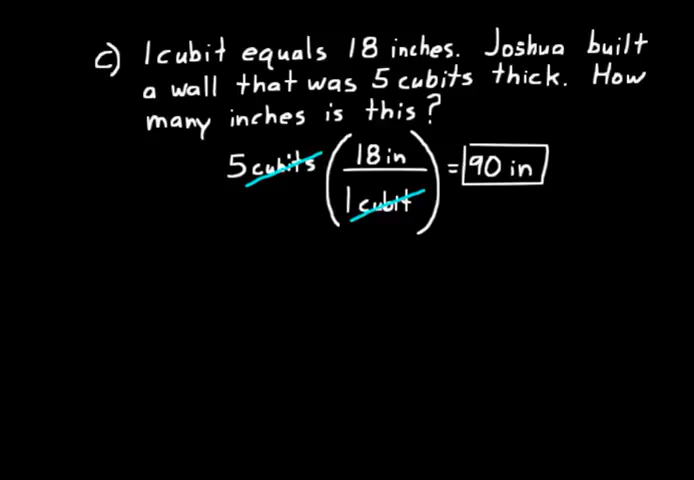 c) 1 cubit equals 18 inches. Joshua built
a wall that was 5 cubits thick. How
many inches is this?
5 cubits (18 in / 1 cubit) = 90 in